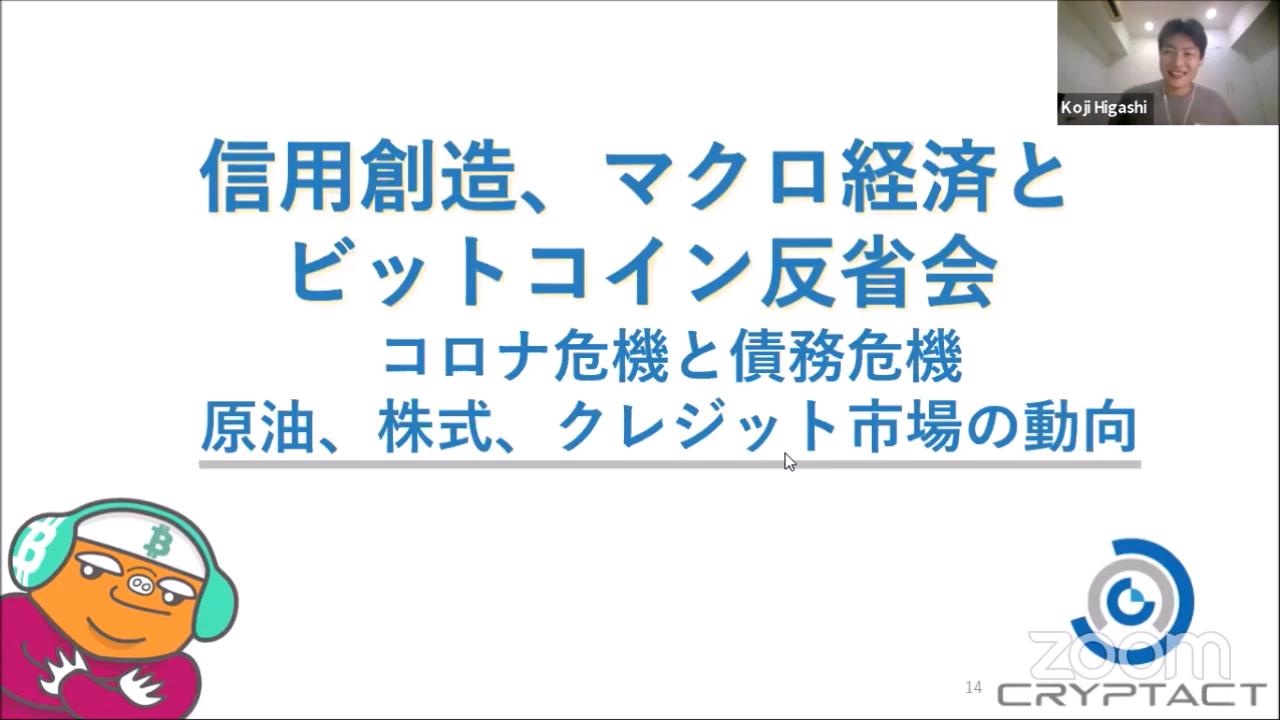 Koji Higashi
信用創造、マクロ経済と
ビットコイン反省会
コロナ危機と債務危機
原油、株式、クレジット市場の動向
zoom
14
CRYPTACT